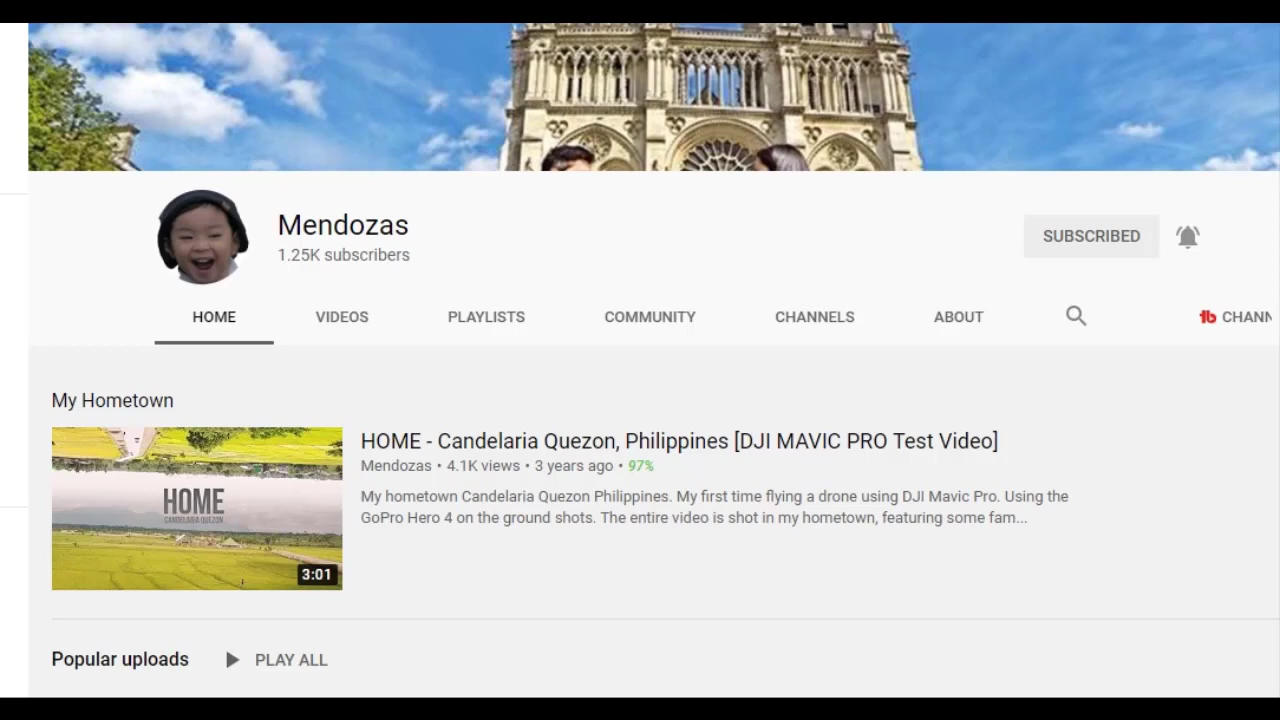 Mendozas
1.25K subscribers
SUBSCRIBED
HOME
VIDEOS
PLAYLISTS
COMMUNITY
CHANNELS
ABOUT
tb CHANN
My Hometown
HOME
CANDELARIA QUEZON
3:01
HOME - Candelaria Quezon, Philippines [DJI MAVIC PRO Test Video]
Mendozas • 4.1K views • 3 years ago • 97%
My hometown Candelaria Quezon Philippines. My first time flying a drone using DJI Mavic Pro. Using the
GoPro Hero 4 on the ground shots. The entire video is shot in my hometown, featuring some fam...
Popular uploads
PLAY ALL